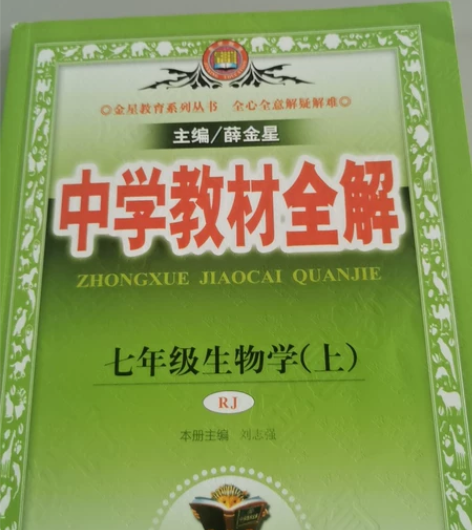 ◎金星教育系列丛书 全心全意解疑解难◎
主编/薛金星
中学教材全解
ZHONGXUE JIAOCAI QUANJIE
七年级生物学(上)
RJ
本册主编 刘志强